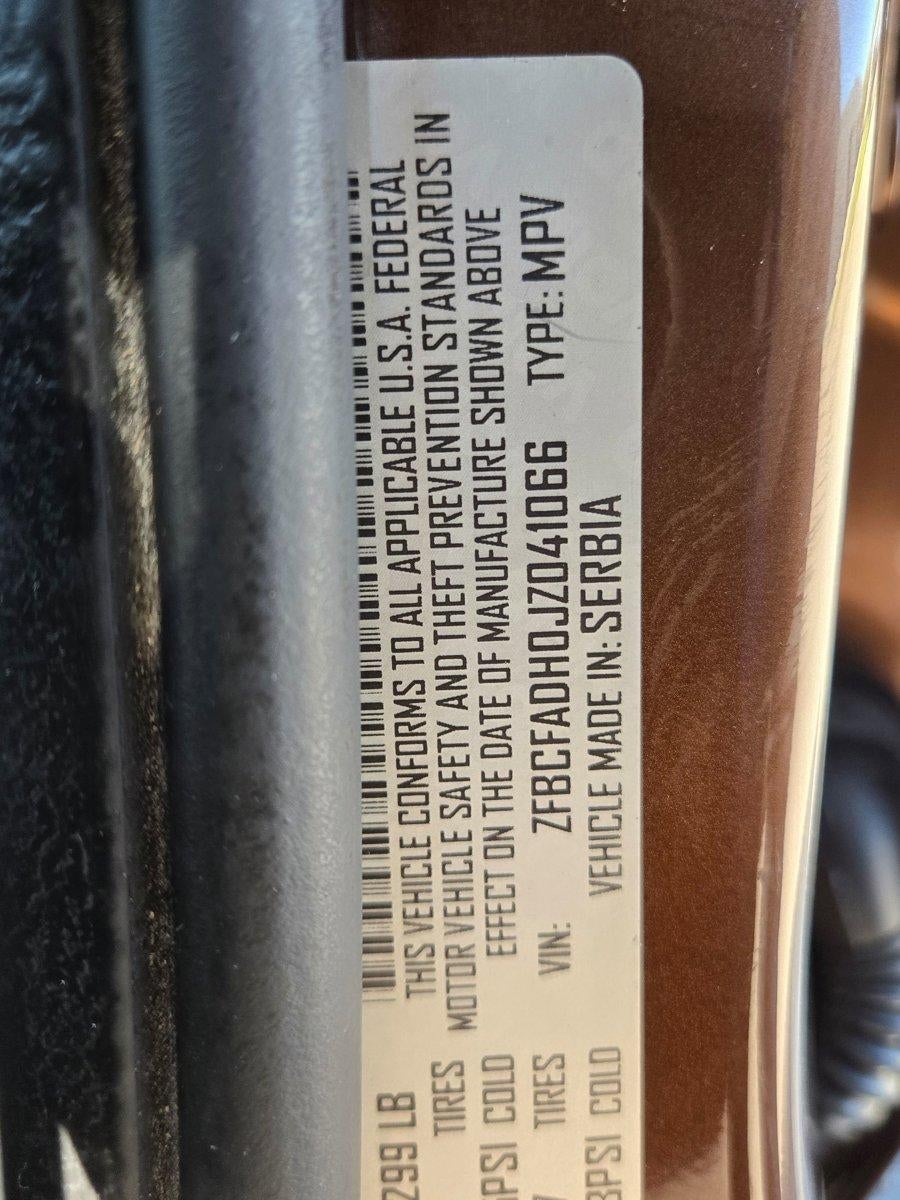 299 LB
THIS VEHICLE CONFORMS TO ALL APPLICABLE U.S.A. FEDERAL
TIRES
MOTOR VEHICLE SAFETY AND THEFT PREVENTION STANDARDS IN
PSI COLD
EFFECT ON THE DATE OF MANUFACTURE SHOWN ABOVE
TIRES
VIN: ZFBCFADH0JZ041066 TYPE: MPV
PSI COLD
VEHICLE MADE IN: SERBIA